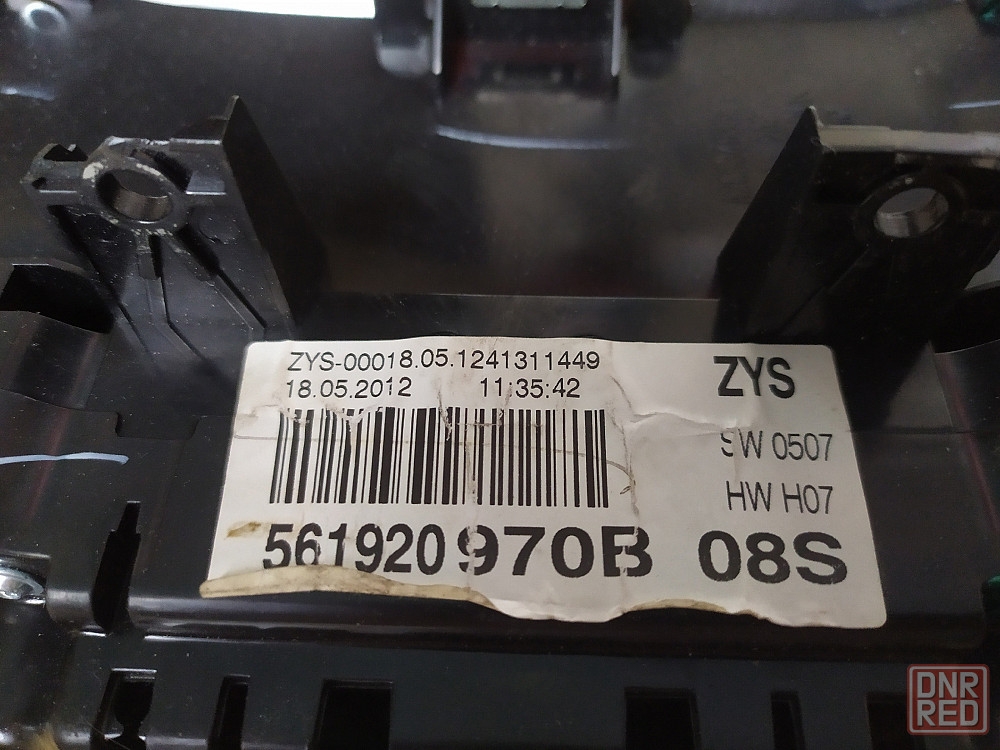 ZYS-00018.05.1241311449
18.05.2012 11:35:42
ZYS
SW 0507
HW H07
561920970B 08S
DNR
RED